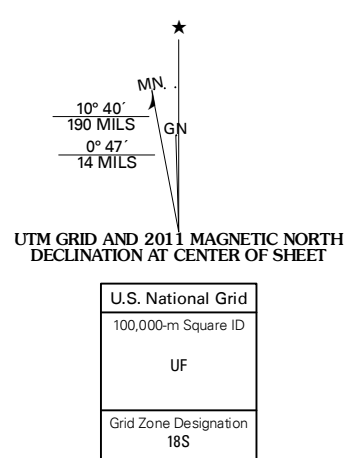 ★
MN
10° 40´
190 MILS
GN
0° 47´
14 MILS
UTM GRID AND 2011 MAGNETIC NORTH
DECLINATION AT CENTER OF SHEET
U.S. National Grid
100,000-m Square ID
UF
Grid Zone Designation
18S